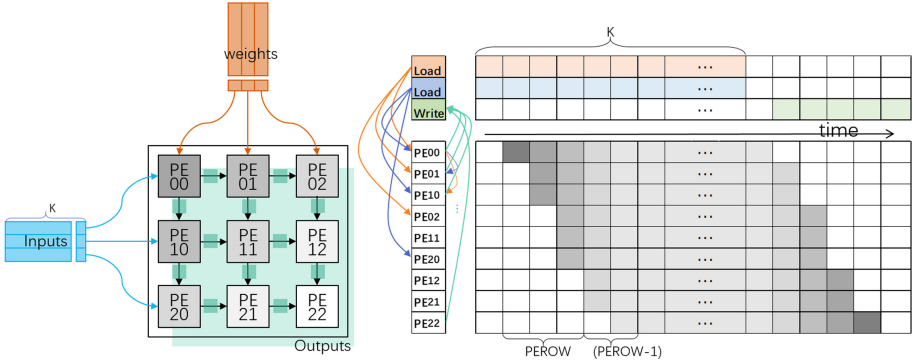 weights
K
Inputs
PE
00
PE
01
PE
02
PE
10
PE
11
PE
12
PE
20
PE
21
PE
22
Outputs
K
Load
...
Load
...
Write
time
PE00
...
PE01
...
PE10
...
PE02
...
PE11
...
PE20
...
PE12
...
PE21
...
PE22
...
...
PEROW
(PEROW-1)